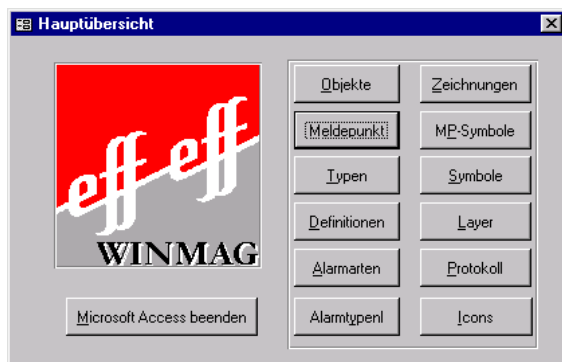 Hauptübersicht
eff eff
WINMAG
Microsoft Access beenden
Objekte
Zeichnungen
Meldepunkt
MP-Symbole
Typen
Symbole
Definitionen
Layer
Alarmarten
Protokoll
Alarmtypenl
Icons